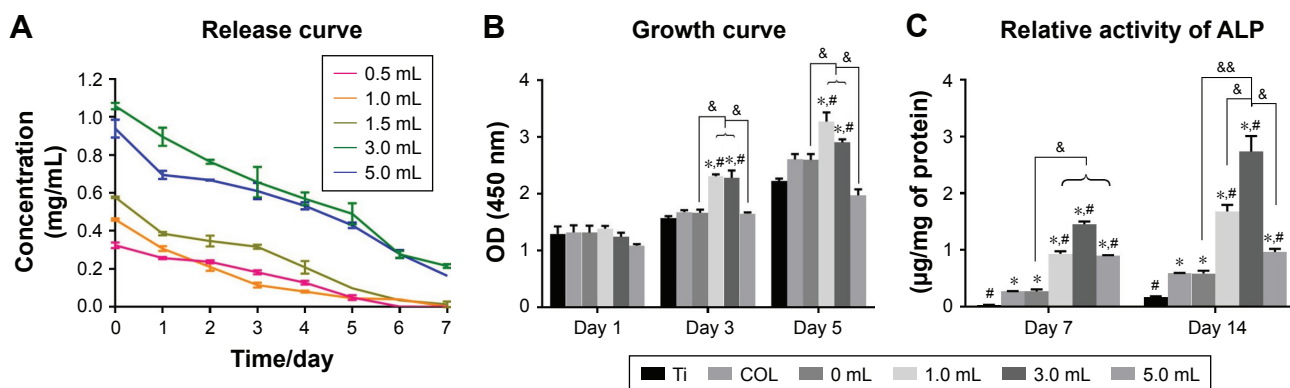 A Release curve
Concentration
(mg/mL)
1.2
1.0
0.8
0.6
0.4
0.2
0.0
0 1 2 3 4 5 6 7
Time/day
0.5 mL
1.0 mL
1.5 mL
3.0 mL
5.0 mL
B Growth curve
OD (450 nm)
4
3
2
1
0
& &
*,# *,#
& &
*,# *,#
Day 1 Day 3 Day 5
C Relative activity of ALP
(µg/mg of protein)
4
3
2
1
0
&
*,#
*,# *,#
# * *
&&
& &
*,#
*,# *,#
# * *
Day 7 Day 14
Ti COL 0 mL 1.0 mL 3.0 mL 5.0 mL